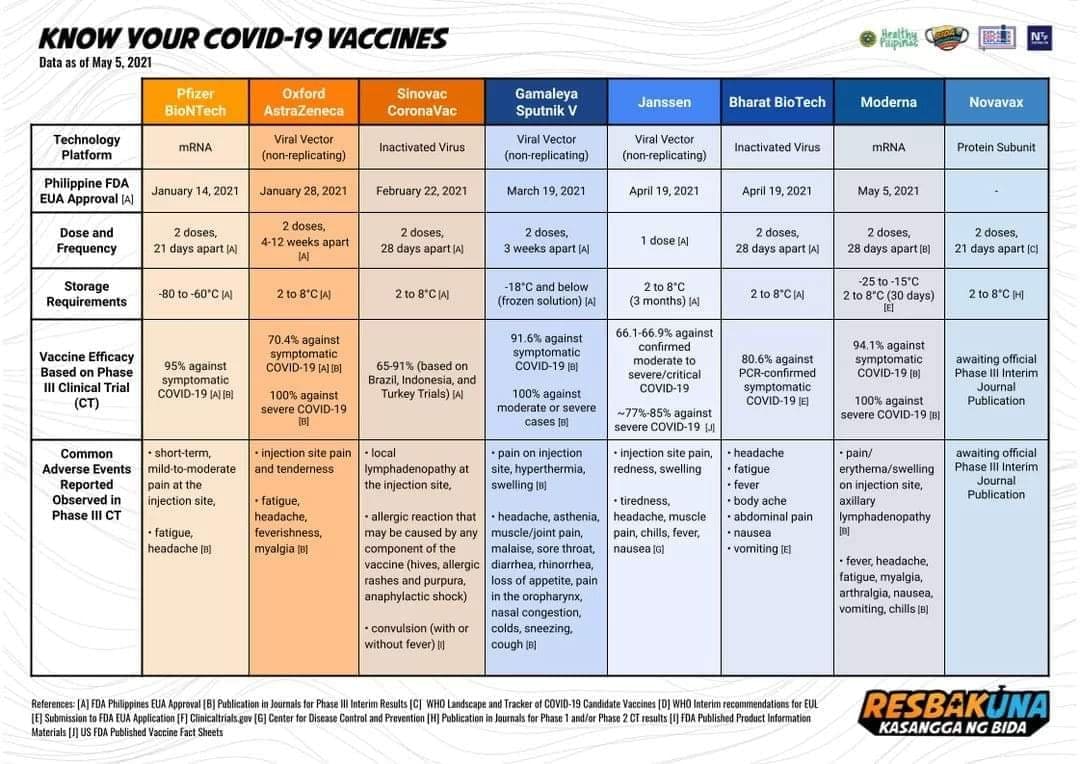 KNOW YOUR COVID-19 VACCINES
Data as of May 5, 2021
Healthy
Pilipinas
BIDA
Pfizer
BioNTech
Oxford
AstraZeneca
Sinovac
CoronaVac
Gamaleya
Sputnik V
Janssen
Bharat BioTech
Moderna
Novavax
Technology
Platform
mRNA
Viral Vector
(non-replicating)
Inactivated Virus
Viral Vector
(non-replicating)
Viral Vector
(non-replicating)
Inactivated Virus
mRNA
Protein Subunit
Philippine FDA
EUA Approval [A]
January 14, 2021
January 28, 2021
February 22, 2021
March 19, 2021
April 19, 2021
April 19, 2021
May 5, 2021
-
Dose and
Frequency
2 doses,
21 days apart [A]
2 doses,
4-12 weeks apart
[A]
2 doses,
28 days apart [A]
2 doses,
3 weeks apart [A]
1 dose [A]
2 doses,
28 days apart [A]
2 doses,
28 days apart [B]
2 doses,
21 days apart [C]
Storage
Requirements
-80 to -60°C [A]
2 to 8°C [A]
2 to 8°C [A]
-18°C and below
(frozen solution) [A]
2 to 8°C
(3 months) [A]
2 to 8°C [A]
-25 to -15°C
2 to 8°C (30 days)
[E]
2 to 8°C [H]
Vaccine Efficacy
Based on Phase
III Clinical Trial
(CT)
95% against
symptomatic
COVID-19 [A] [B]
70.4% against
symptomatic
COVID-19 [A] [B]
100% against
severe COVID-19
[B]
65-91% (based on
Brazil, Indonesia, and
Turkey Trials) [A]
91.6% against
symptomatic
COVID-19 [B]
100% against
moderate or severe
cases [B]
66.1-66.9% against
confirmed
moderate to
severe/critical
COVID-19
~77%-85% against
severe COVID-19 [J]
80.6% against
PCR-confirmed
symptomatic
COVID-19 [E]
94.1% against
symptomatic
COVID-19 [B]
100% against
severe COVID-19 [B]
awaiting official
Phase III Interim
Journal
Publication
Common
Adverse Events
Reported
Observed in
Phase III CT
• short-term,
mild-to-moderate
pain at the
injection site,
• fatigue,
headache [B]
• injection site pain
and tenderness
• fatigue,
headache,
feverishness,
myalgia [B]
• local
lymphadenopathy at
the injection site,
• allergic reaction that
may be caused by any
component of the
vaccine (hives, allergic
rashes and purpura,
anaphylactic shock)
• convulsion (with or
without fever) [I]
• pain on injection
site, hyperthermia,
swelling [B]
• headache, asthenia,
muscle/joint pain,
malaise, sore throat,
diarrhea, rhinorrhea,
loss of appetite, pain
in the oropharynx,
nasal congestion,
colds, sneezing,
cough [B]
• injection site pain,
redness, swelling
• tiredness,
headache, muscle
pain, chills, fever,
nausea [G]
• headache
• fatigue
• fever
• body ache
• abdominal pain
• nausea
• vomiting [E]
• pain/
erythema/swelling
on injection site,
axillary
lymphadenopathy
[B]
• fever, headache,
fatigue, myalgia,
arthralgia, nausea,
vomiting, chills [B]
awaiting official
Phase III Interim
Journal
Publication
References: [A] FDA Philippines EUA Approval [B] Publication in Journals for Phase III Interim Results [C] WHO Landscape and Tracker of COVID-19 Candidate Vaccines [D] WHO Interim recommendations for EUL
[E] Submission to FDA EUA Application [F] Clinicaltrials.gov [G] Center for Disease Control and Prevention [H] Publication in Journals for Phase 1 and/or Phase 2 CT results [I] FDA Published Product Information
Materials [J] US FDA Published Vaccine Fact Sheets
RESBAKUNA
KASANGGA NG BIDA